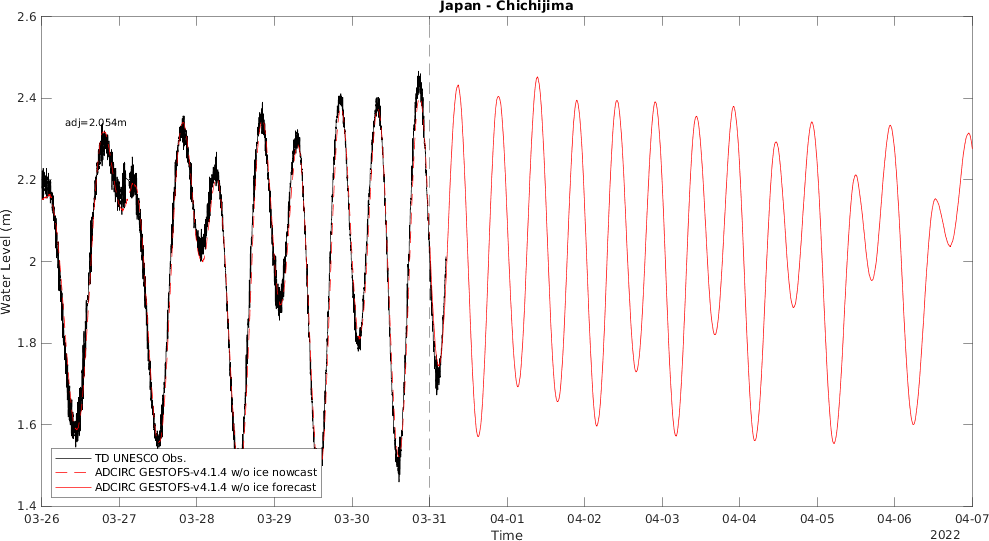 Japan - Chichijima
2.6
2.4
2.2
2
1.8
1.6
1.4
Water Level (m)
adj=2.054m
TD UNESCO Obs.
ADCIRC GESTOFS-v4.1.4 w/o ice nowcast
ADCIRC GESTOFS-v4.1.4 w/o ice forecast
03-26 03-27 03-28 03-29 03-30 03-31 04-01 04-02 04-03 04-04 04-05 04-06 04-07
Time
2022